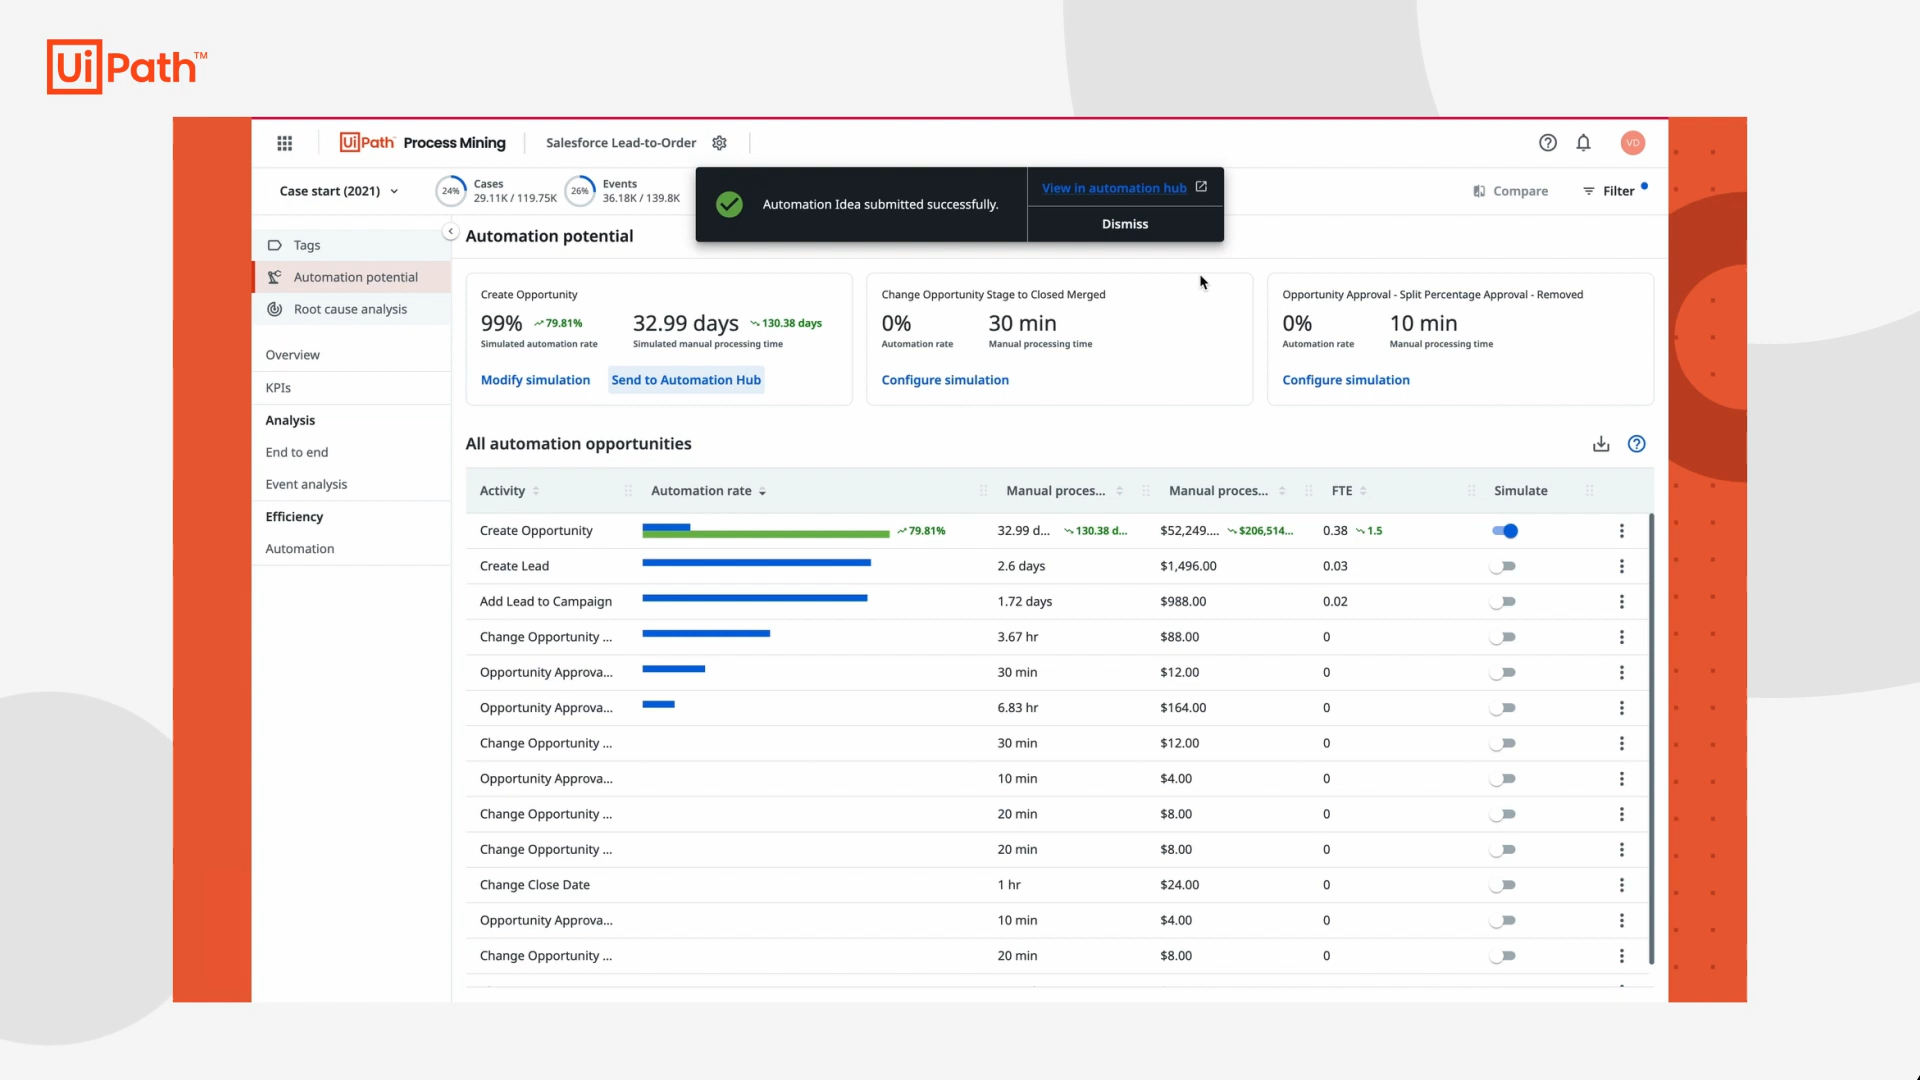 UiPath™
UiPath Process Mining Salesforce Lead-to-Order VD
Case start (2021) 24% Cases 29.11K / 119.75K 26% Events 36.18K / 139.8K Compare Filter
Automation Idea submitted successfully. View in automation hub Dismiss
Tags
Automation potential
Root cause analysis
Overview
KPIs
Analysis
End to end
Event analysis
Efficiency
Automation
Automation potential
Create Opportunity
99% 79.81% 32.99 days 130.38 days
Simulated automation rate Simulated manual processing time
Modify simulation Send to Automation Hub
Change Opportunity Stage to Closed Merged
0% 30 min
Automation rate Manual processing time
Configure simulation
Opportunity Approval - Split Percentage Approval - Removed
0% 10 min
Automation rate Manual processing time
Configure simulation
All automation opportunities
Activity Automation rate Manual proces... Manual proces... FTE Simulate
Create Opportunity 79.81% 32.99 d... 130.38 d... $52,249.... $206,514... 0.38 1.5
Create Lead 2.6 days $1,496.00 0.03
Add Lead to Campaign 1.72 days $988.00 0.02
Change Opportunity ... 3.67 hr $88.00 0
Opportunity Approva... 30 min $12.00 0
Opportunity Approva... 6.83 hr $164.00 0
Change Opportunity ... 30 min $12.00 0
Opportunity Approva... 10 min $4.00 0
Change Opportunity ... 20 min $8.00 0
Change Opportunity ... 20 min $8.00 0
Change Close Date 1 hr $24.00 0
Opportunity Approva... 10 min $4.00 0
Change Opportunity ... 20 min $8.00 0